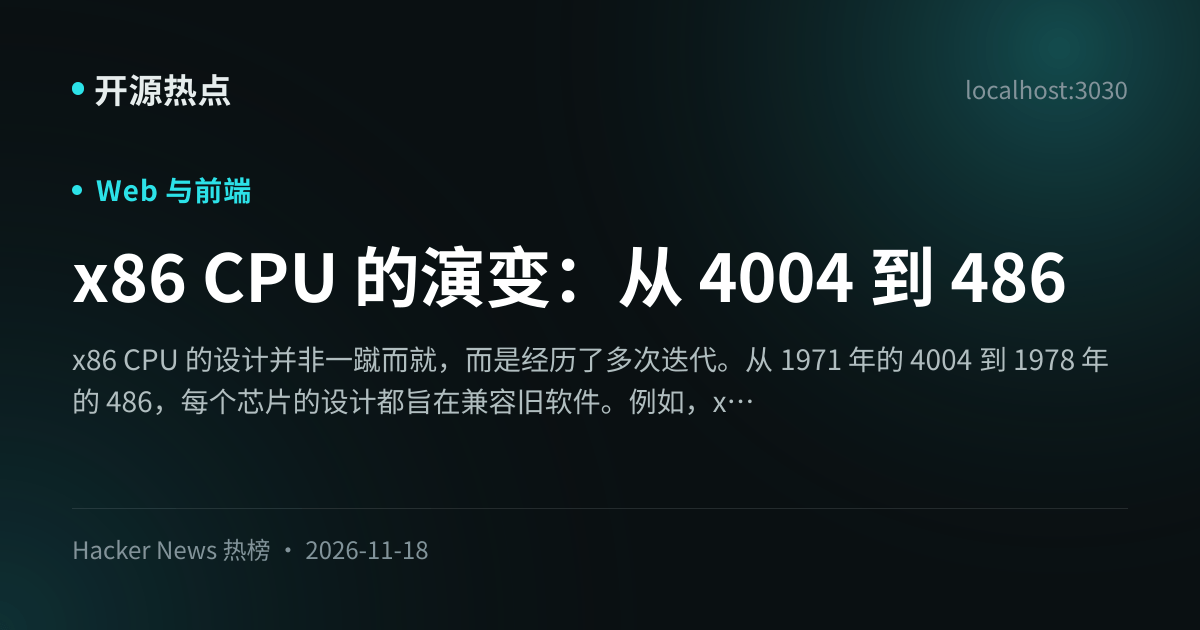 开源热点
localhost:3030
Web 与前端
x86 CPU 的演变：从 4004 到 486
x86 CPU 的设计并非一蹴而就，而是经历了多次迭代。从 1971 年的 4004 到 1978 年
的 486，每个芯片的设计都旨在兼容旧软件。例如，x…
Hacker News 热榜 • 2026-11-18